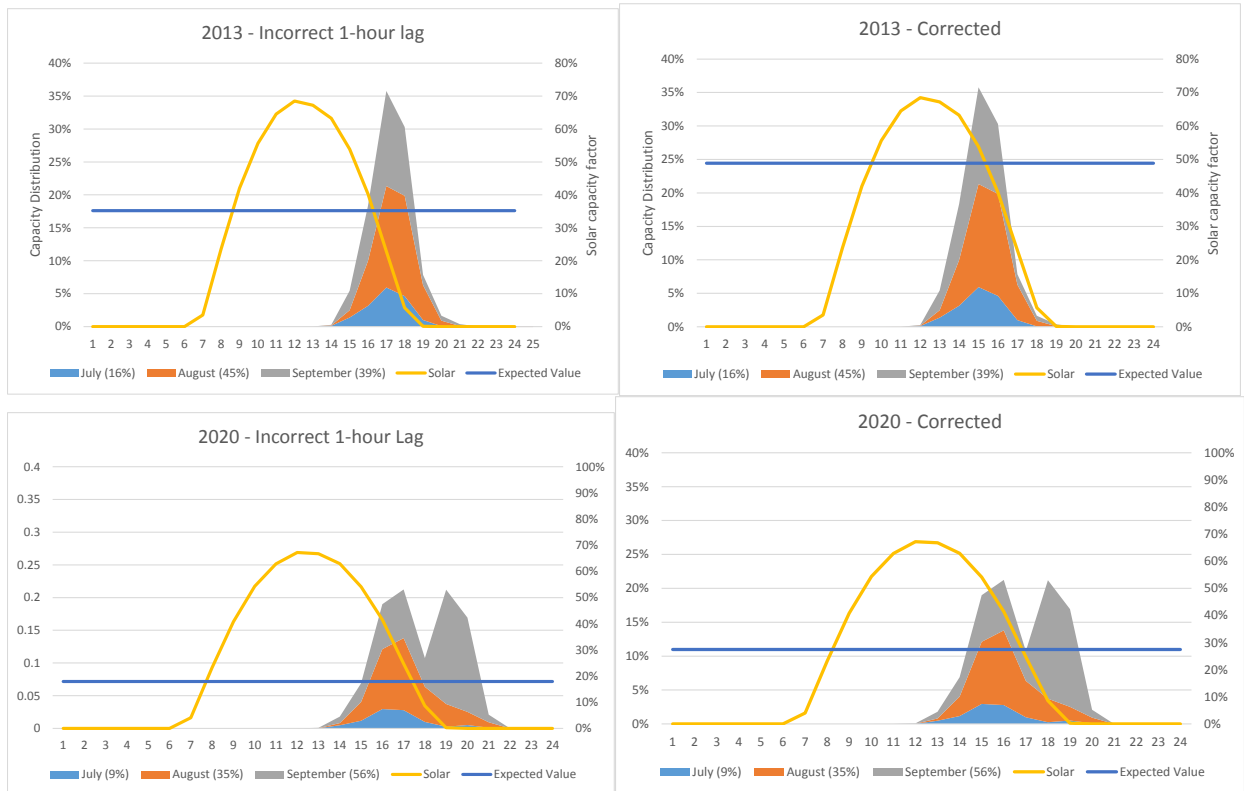 2013 - Incorrect 1-hour lag
40% 80%
35% 70%
30% 60%
25% 50%
20% 40%
15% 30%
10% 20%
5% 10%
0% 0%
Capacity Distribution
Solar capacity factor
1 2 3 4 5 6 7 8 9 10 11 12 13 14 15 16 17 18 19 20 21 22 23 24 25
July (16%) August (45%) September (39%) Solar Expected Value
2013 - Corrected
40% 80%
35% 70%
30% 60%
25% 50%
20% 40%
15% 30%
10% 20%
5% 10%
0% 0%
Capacity Distribution
Solar capacity factor
1 2 3 4 5 6 7 8 9 10 11 12 13 14 15 16 17 18 19 20 21 22 23 24
July (16%) August (45%) September (39%) Solar Expected Value
2020 - Incorrect 1-hour Lag
0.4 100%
0.35 90%
0.3 80%
0.25 70%
0.2 60%
0.15 50%
0.1 40%
0.05 30%
0 20%
10%
0%
1 2 3 4 5 6 7 8 9 10 11 12 13 14 15 16 17 18 19 20 21 22 23 24
July (9%) August (35%) September (56%) Solar Expected Value
2020 - Corrected
40% 100%
35% 90%
30% 80%
25% 70%
20% 60%
15% 50%
10% 40%
5% 30%
0% 20%
10%
0%
1 2 3 4 5 6 7 8 9 10 11 12 13 14 15 16 17 18 19 20 21 22 23 24
July (9%) August (35%) September (56%) Solar Expected Value